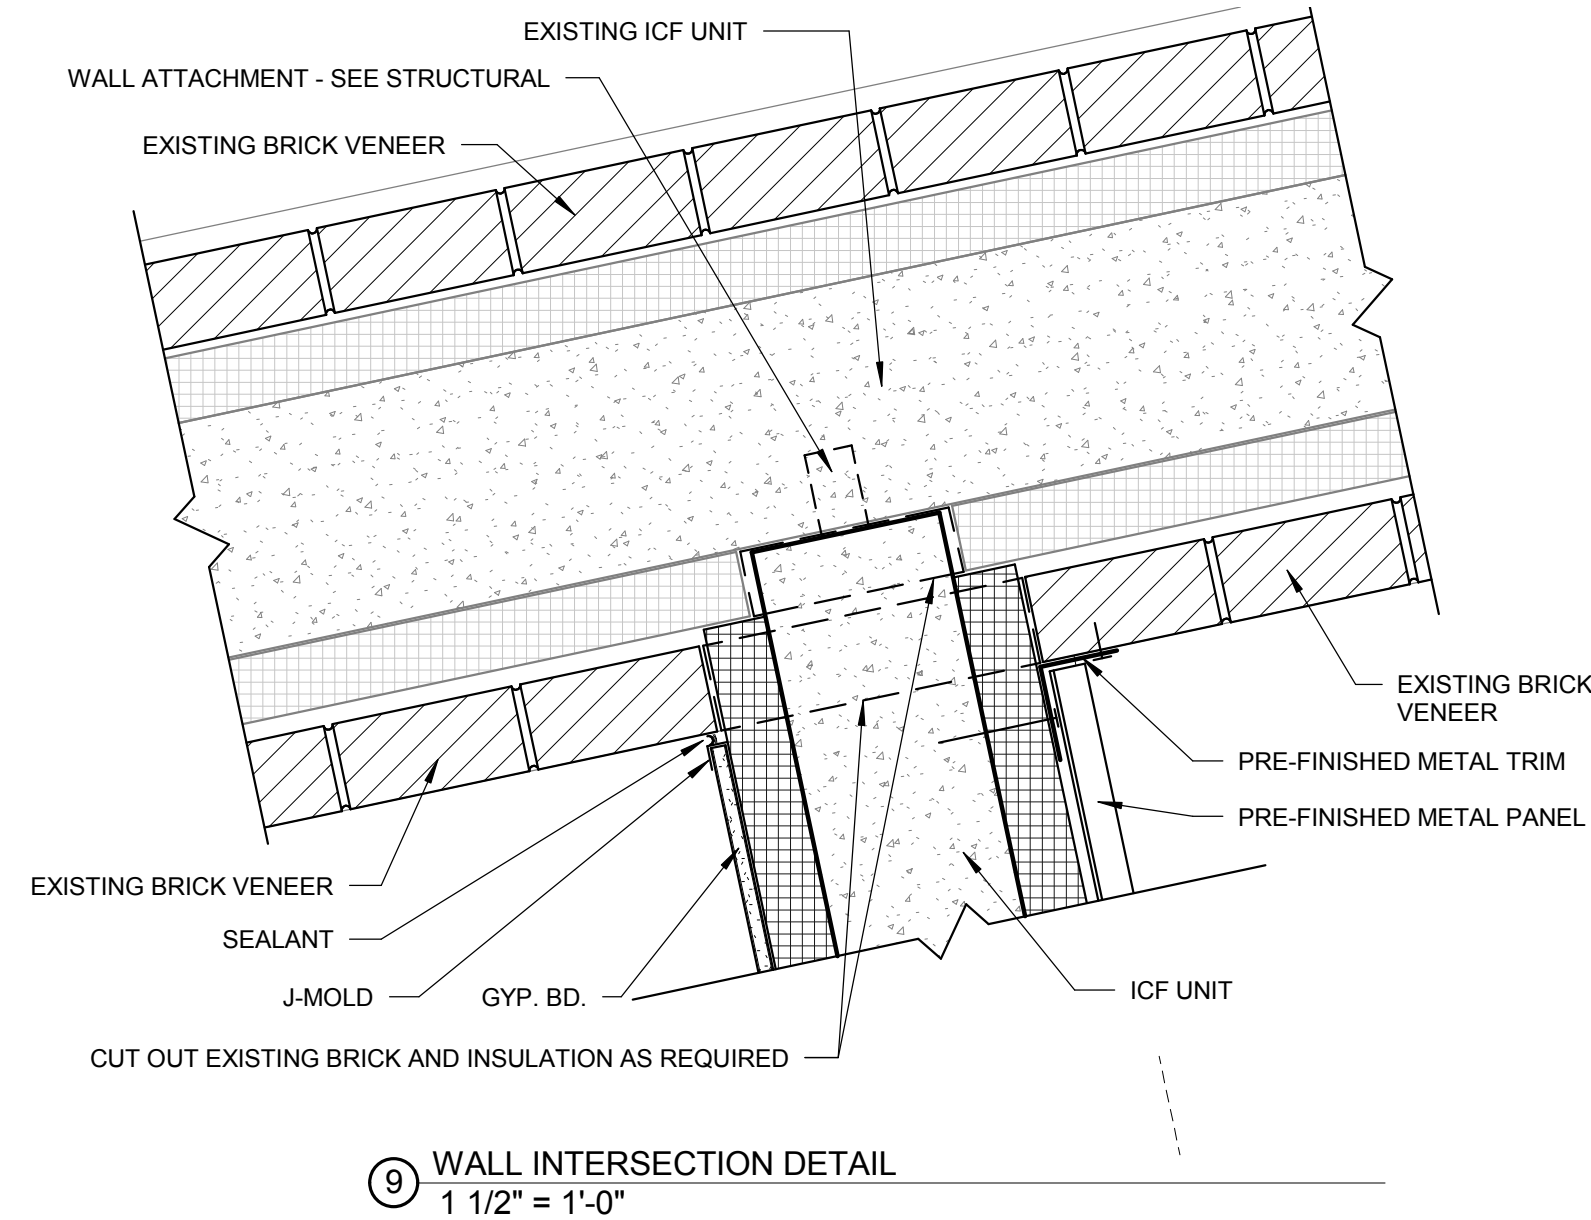 EXISTING ICF UNIT
WALL ATTACHMENT - SEE STRUCTURAL
EXISTING BRICK VENEER
EXISTING BRICK
VENEER
PRE-FINISHED METAL TRIM
PRE-FINISHED METAL PANEL
EXISTING BRICK VENEER
SEALANT
J-MOLD
GYP. BD.
ICF UNIT
CUT OUT EXISTING BRICK AND INSULATION AS REQUIRED
9
WALL INTERSECTION DETAIL
1 1/2" = 1'-0"